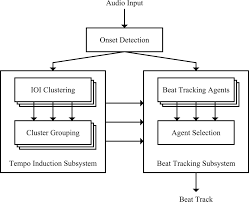 Audio Input
Onset Detection
IOI Clustering
Cluster Grouping
Tempo Induction Subsystem
Beat Tracking Agents
Agent Selection
Beat Tracking Subsystem
Beat Track